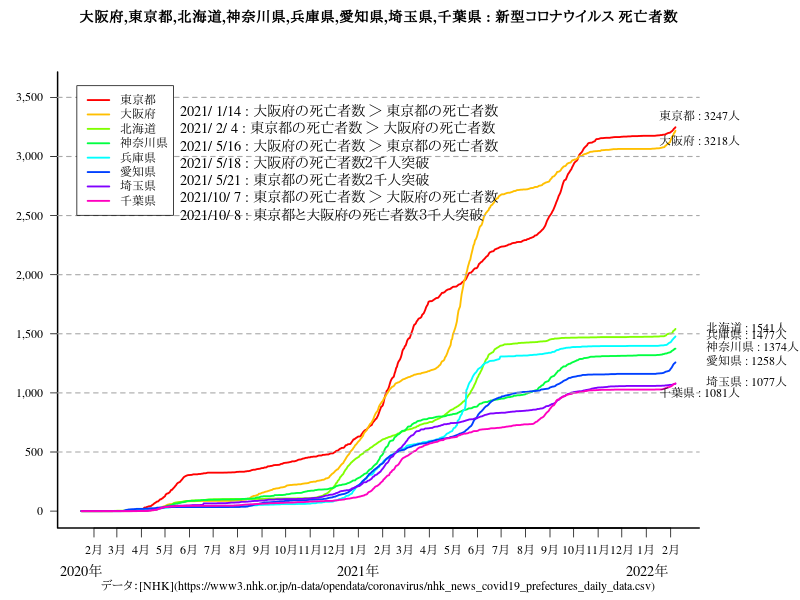 大阪府,東京都,北海道,神奈川県,兵庫県,愛知県,埼玉県,千葉県 : 新型コロナウイルス 死亡者数
3,500
3,000
2,500
2,000
1,500
1,000
500
0
東京都
大阪府
北海道
神奈川県
兵庫県
愛知県
埼玉県
千葉県
2021/ 1/14 : 大阪府の死亡者数 ＞ 東京都の死亡者数
2021/ 2/ 4 : 東京都の死亡者数 ＞ 大阪府の死亡者数
2021/ 5/16 : 大阪府の死亡者数 ＞ 東京都の死亡者数
2021/ 5/18 : 大阪府の死亡者数2千人突破
2021/ 5/21 : 東京都の死亡者数2千人突破
2021/10/ 7 : 東京都の死亡者数 ＞ 大阪府の死亡者数
2021/10/ 8 : 東京都と大阪府の死亡者数3千人突破
東京都 : 3247人
大阪府 : 3218人
北海道 : 1541人
兵庫県 : 1477人
神奈川県 : 1374人
愛知県 : 1258人
埼玉県 : 1077人
千葉県 : 1081人
2月 3月 4月 5月 6月 7月 8月 9月 10月 11月 12月 1月 2月 3月 4月 5月 6月 7月 8月 9月 10月 11月 12月 1月 2月
2020年 2021年 2022年
データ:[NHK](https://www3.nhk.or.jp/n-data/opendata/coronavirus/nhk_news_covid19_prefectures_daily_data.csv)